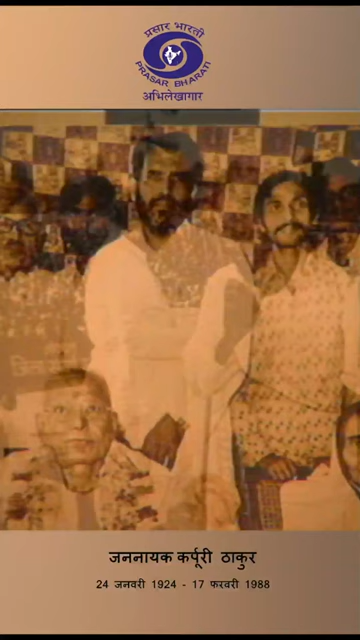 प्रसार भारती
PRASAR BHARATI
अभिलेखागार
जननायक कर्पूरी ठाकुर
24 जनवरी 1924 - 17 फरवरी 1988